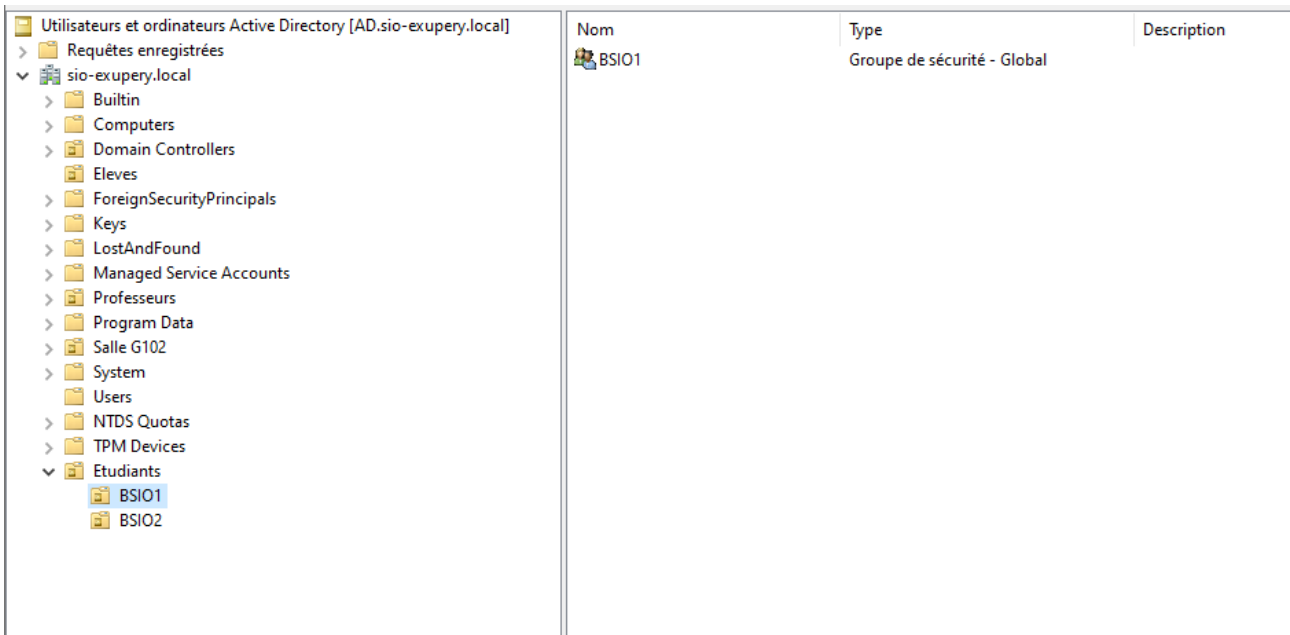 Utilisateurs et ordinateurs Active Directory [AD.sio-exupery.local]
Requêtes enregistrées
sio-exupery.local
Builtin
Computers
Domain Controllers
Eleves
ForeignSecurityPrincipals
Keys
LostAndFound
Managed Service Accounts
Professeurs
Program Data
Salle G102
System
Users
NTDS Quotas
TPM Devices
Etudiants
BSIO1
BSIO2
Nom Type Description
BSIO1 Groupe de sécurité - Global